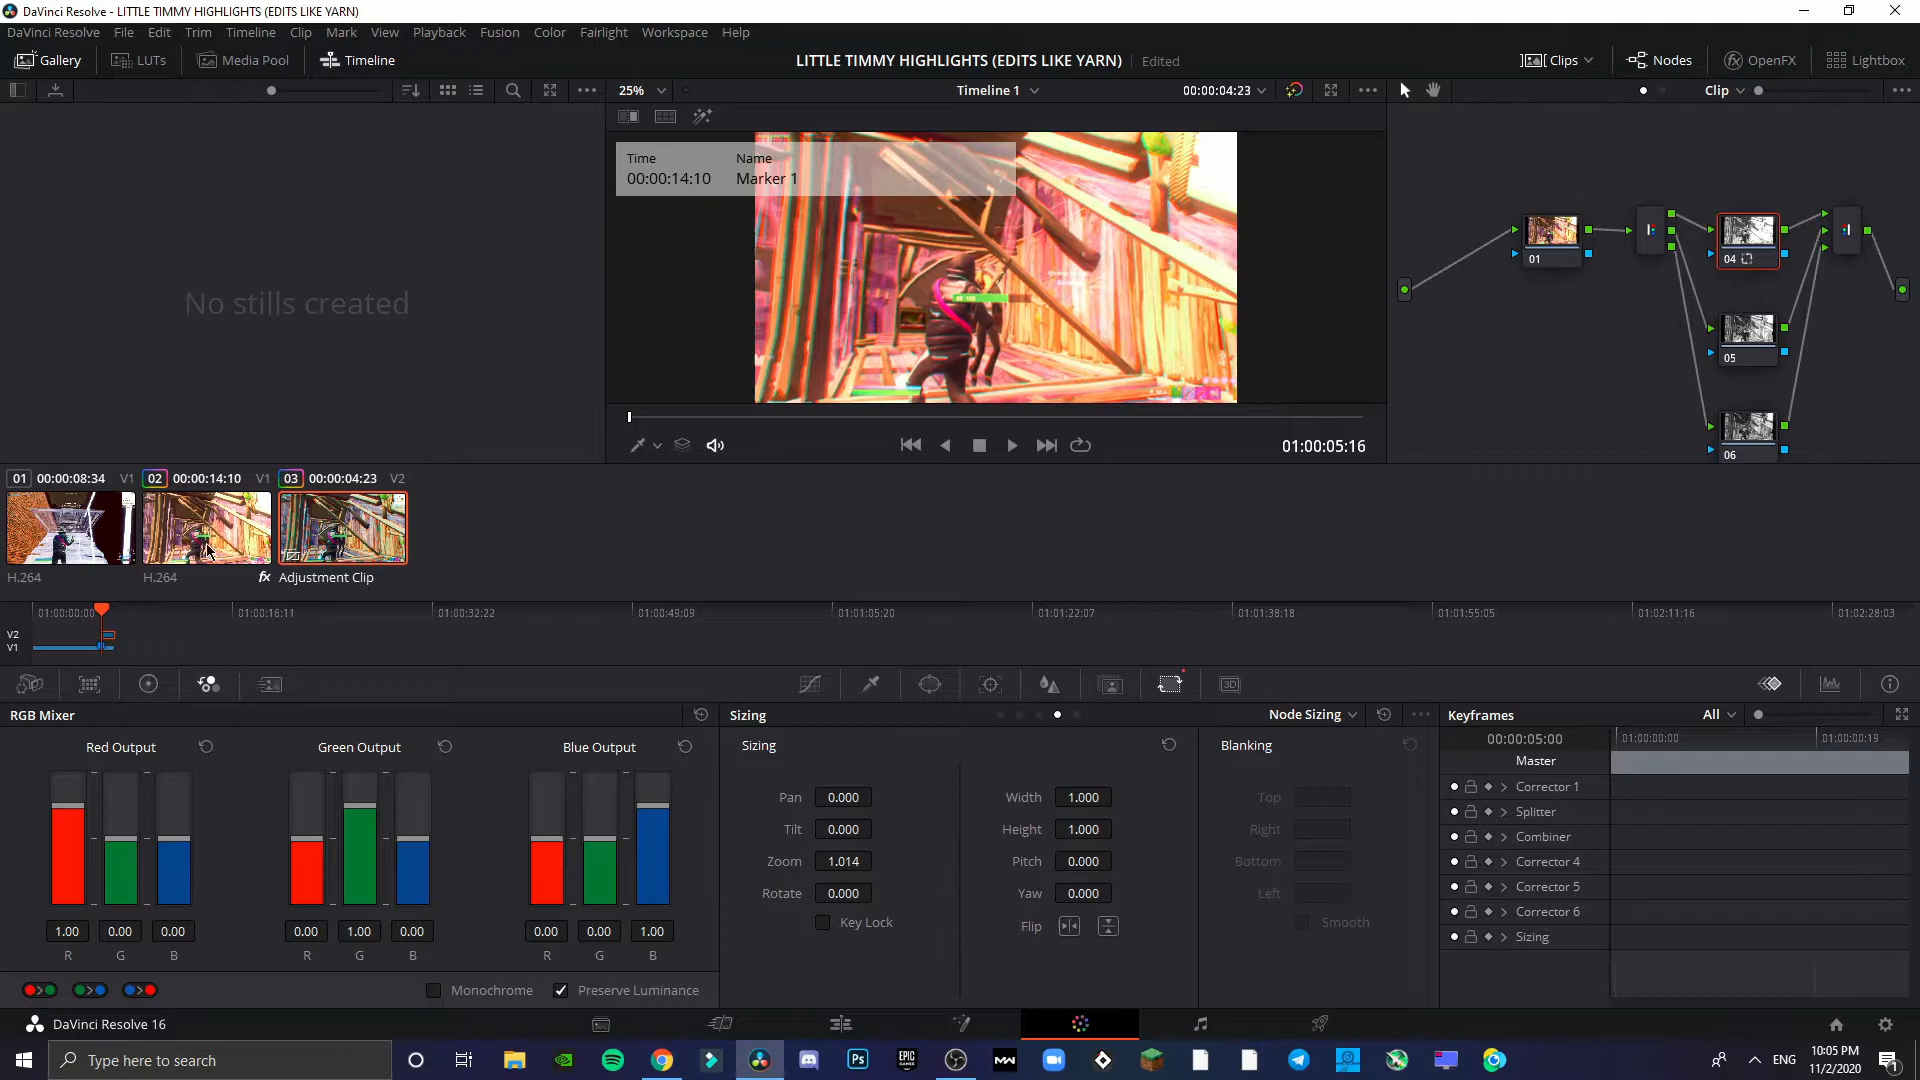 DaVinci Resolve - LITTLE TIMMY HIGHLIGHTS (EDITS LIKE YARN)
DaVinci Resolve File Edit Trim Timeline Clip Mark View Playback Fusion Color Fairlight Workspace Help
Gallery LUTs Media Pool Timeline LITTLE TIMMY HIGHLIGHTS (EDITS LIKE YARN) Edited Clips Nodes OpenFX Lightbox
25% Timeline 1 00:00:04:23 Clip
Time Name
00:00:14:10 Marker 1
No stills created
01
04
05
06
01:00:05:16
01 00:00:08:34 V1 02 00:00:14:10 V1 03 00:00:04:23 V2
H.264 H.264 fx Adjustment Clip
01:00:00:00 01:00:16:11 01:00:32:22 01:00:49:09 01:01:05:20 01:01:22:07 01:01:38:18 01:01:55:05 01:02:11:16 01:02:28:03
V2
V1
3D
RGB Mixer Sizing Node Sizing Keyframes All
Red Output Green Output Blue Output Sizing Blanking 00:00:05:00 01:00:00:00 01:00:00:19
Master
Pan 0.000 Width 1.000 Top Corrector 1
Tilt 0.000 Height 1.000 Right Splitter
Combiner
Zoom 1.014 Pitch 0.000 Bottom Corrector 4
Rotate 0.000 Yaw 0.000 Left Corrector 5
Key Lock Flip Smooth Corrector 6
1.00 0.00 0.00 0.00 1.00 0.00 0.00 0.00 1.00 Sizing
R G B R G B R G B
Monochrome Preserve Luminance
DaVinci Resolve 16
Type here to search Ps EPIC GAMES ENG 10:05 PM
11/2/2020 1